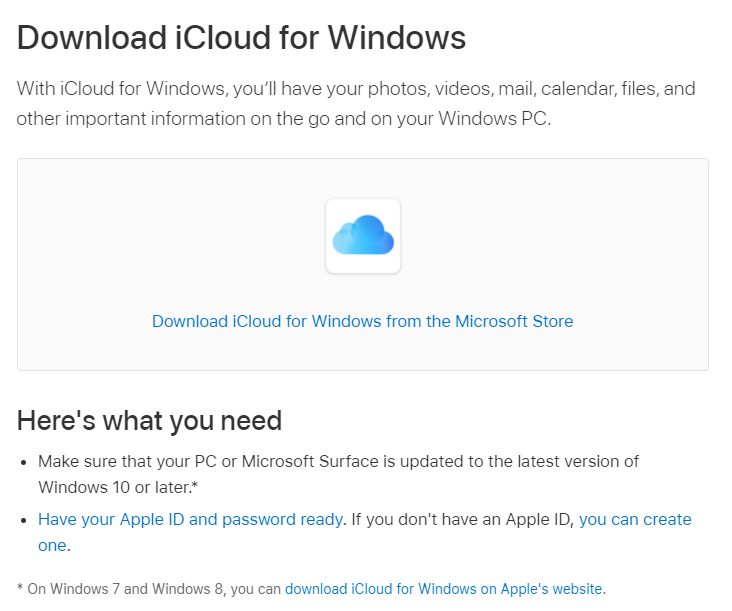 Download iCloud for Windows
With iCloud for Windows, you’ll have your photos, videos, mail, calendar, files, and
other important information on the go and on your Windows PC.
Download iCloud for Windows from the Microsoft Store
Here's what you need
• Make sure that your PC or Microsoft Surface is updated to the latest version of
Windows 10 or later.*
• Have your Apple ID and password ready. If you don't have an Apple ID, you can create
one.
* On Windows 7 and Windows 8, you can download iCloud for Windows on Apple's website.